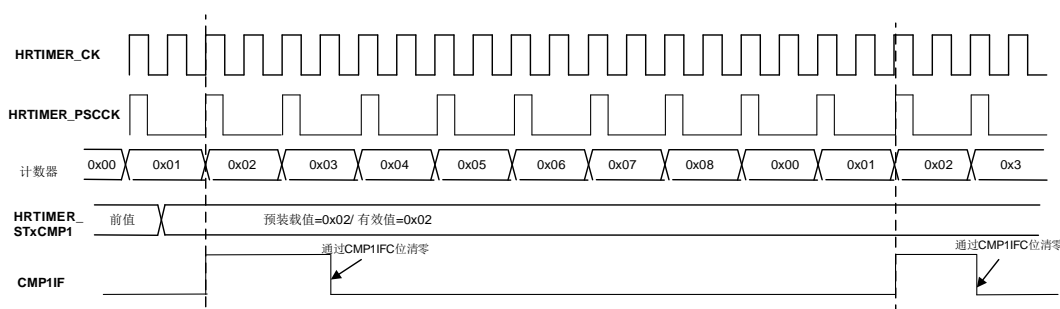 HRTIMER_CK
HRTIMER_PSCCK
计数器 0x00 0x01 0x02 0x03 0x04 0x05 0x06 0x07 0x08 0x00 0x01 0x02 0x3
HRTIMER_
STxCMP1
前值 预装载值=0x02/ 有效值=0x02
通过CMP1IFC位清零 通过CMP1IFC位清零
CMP1IF